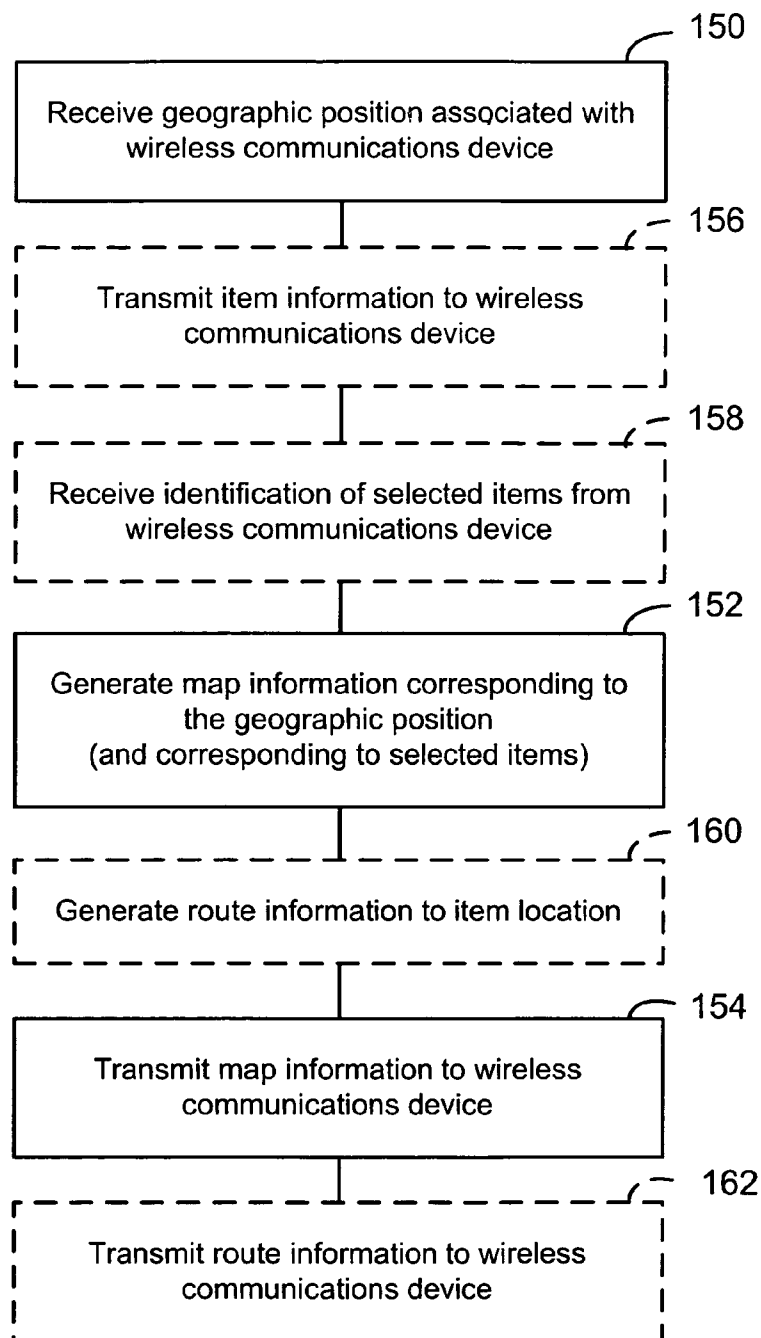 150
Receive geographic position associated with
wireless communications device
156
Transmit item information to wireless
communications device
158
Receive identification of selected items from
wireless communications device
152
Generate map information corresponding to
the geographic position
(and corresponding to selected items)
160
Generate route information to item location
154
Transmit map information to wireless
communications device
162
Transmit route information to wireless
communications device